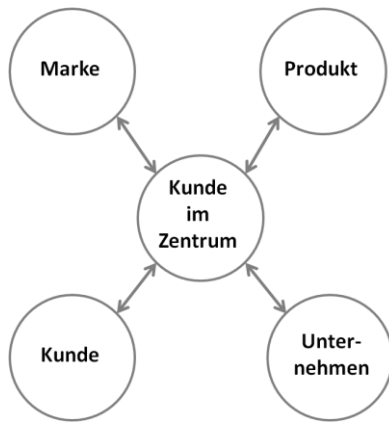 Marke
Produkt
Kunde
im
Zentrum
Kunde
Unter-
nehmen